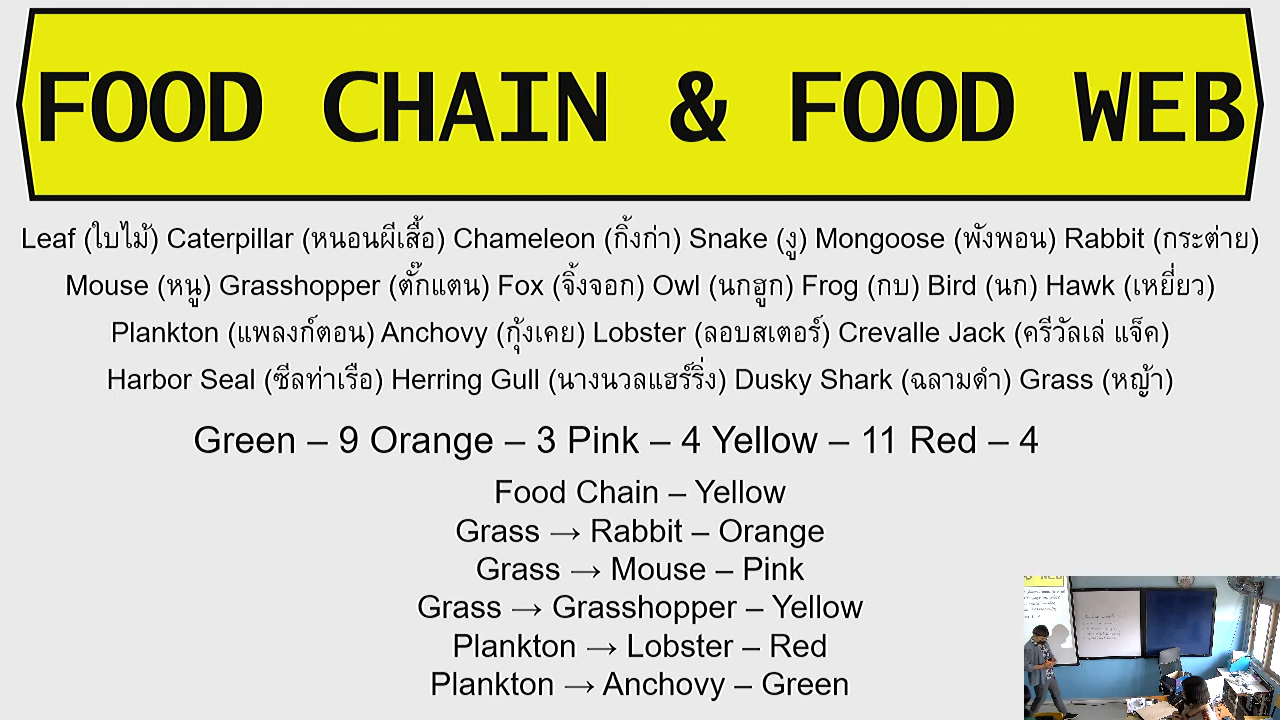 FOOD CHAIN & FOOD WEB
Leaf (ใบไม้) Caterpillar (หนอนผีเสื้อ) Chameleon (กิ้งก่า) Snake (งู) Mongoose (พังพอน) Rabbit (กระต่าย)
Mouse (หนู) Grasshopper (ตั๊กแตน) Fox (จิ้งจอก) Owl (นกฮูก) Frog (กบ) Bird (นก) Hawk (เหยี่ยว)
Plankton (แพลงก์ตอน) Anchovy (กุ้งเคย) Lobster (ลอบสเตอร์) Crevalle Jack (ครีวัลเล่ แจ็ค)
Harbor Seal (ซีลท่าเรือ) Herring Gull (นางนวลแฮร์ริ่ง) Dusky Shark (ฉลามดำ) Grass (หญ้า)
Green – 9 Orange – 3 Pink – 4 Yellow – 11 Red – 4
Food Chain – Yellow
Grass → Rabbit – Orange
Grass → Mouse – Pink
Grass → Grasshopper – Yellow
Plankton → Lobster – Red
Plankton → Anchovy – Green